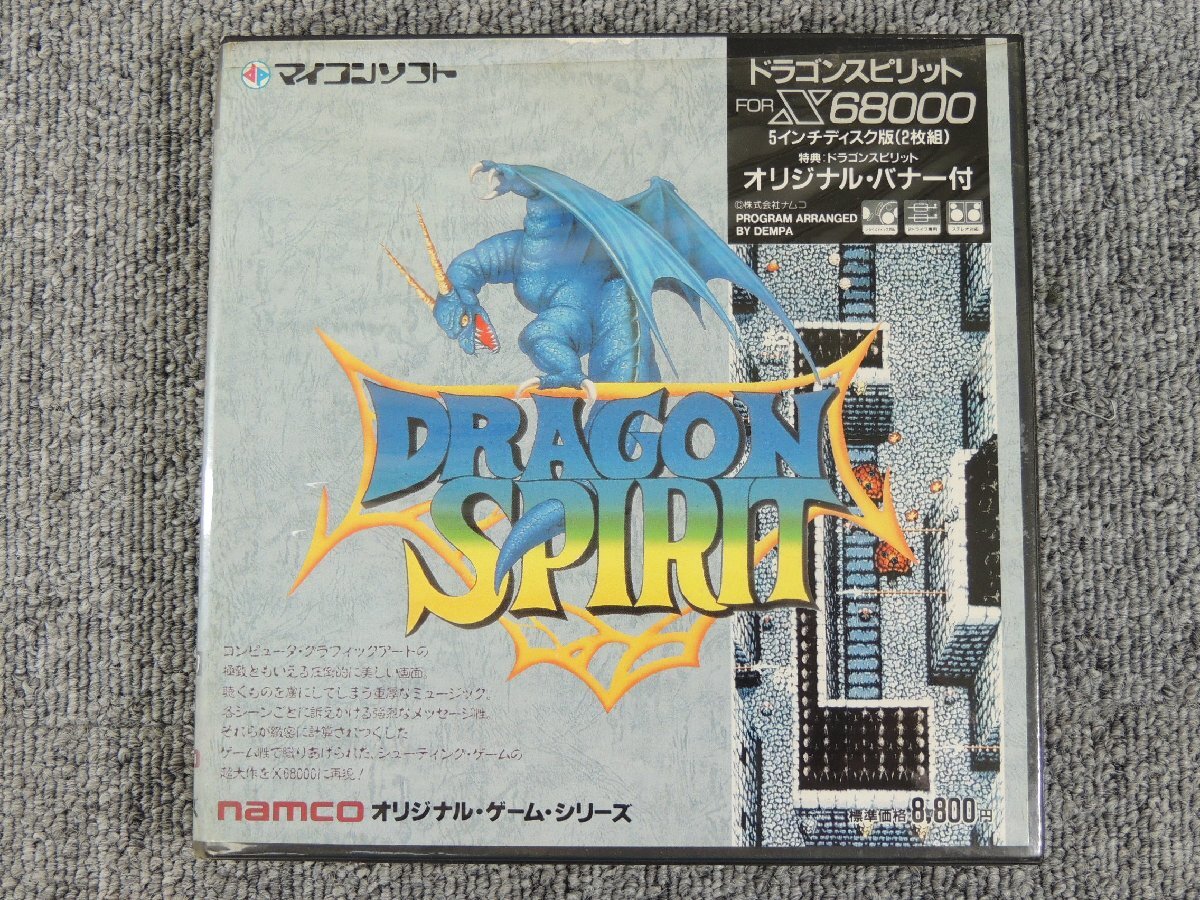 マイコンソフト
ドラゴンスピリット
FOR X68000
5インチディスク版(2枚組)
特典:ドラゴンスピリット
オリジナル・バナー付
©株式会社ナムコ
PROGRAM ARRANGED
BY DEMPA
ステレオ対応
DRAGON
SPIRIT
コンピュータ・グラフィックアートの
極致ともいえる圧倒的に美しい画面。
聴くものを虜にしてしまう重厚なミュージック。
各シーンごとに訴えかける強烈なメッセージ性。
それらが緻密に計算されつくした
ゲーム性で織りあげられた、シューティング・ゲームの
超大作をX68000に再現!
namco オリジナル・ゲーム・シリーズ
標準価格 8,800円